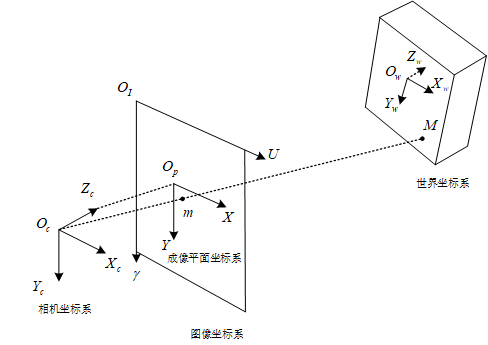 Z_w
O_w
X_w
Y_w
M
世界坐标系
O_I
U
O_p
Z_c
m
X
O_c
Y
成像平面坐标系
X_c
γ
Y_c
相机坐标系
图像坐标系